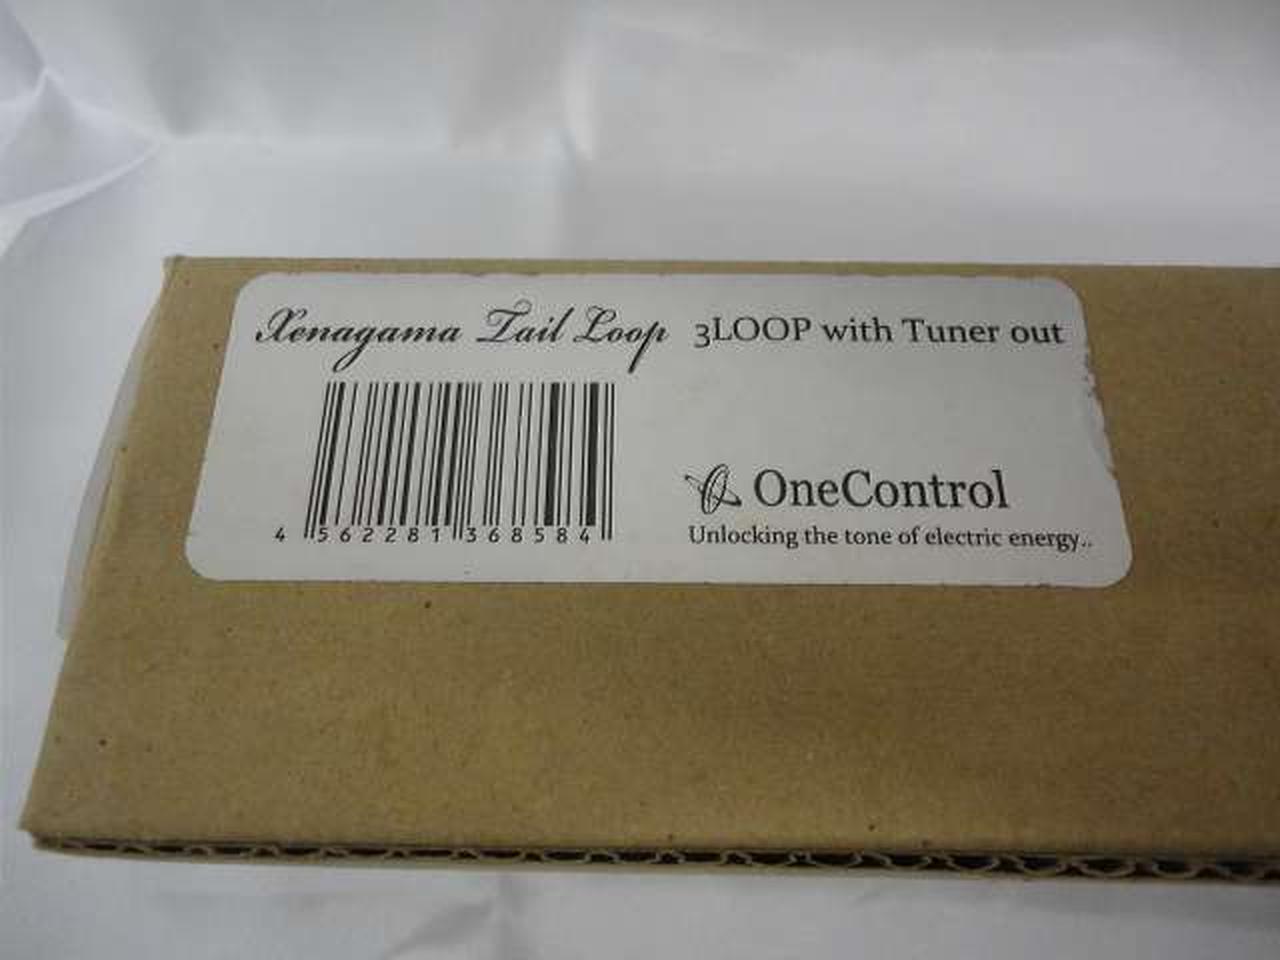 Xenagama Tail Loop 3LOOP with Tuner out
4 562281 368584
OneControl
Unlocking the tone of electric energy..